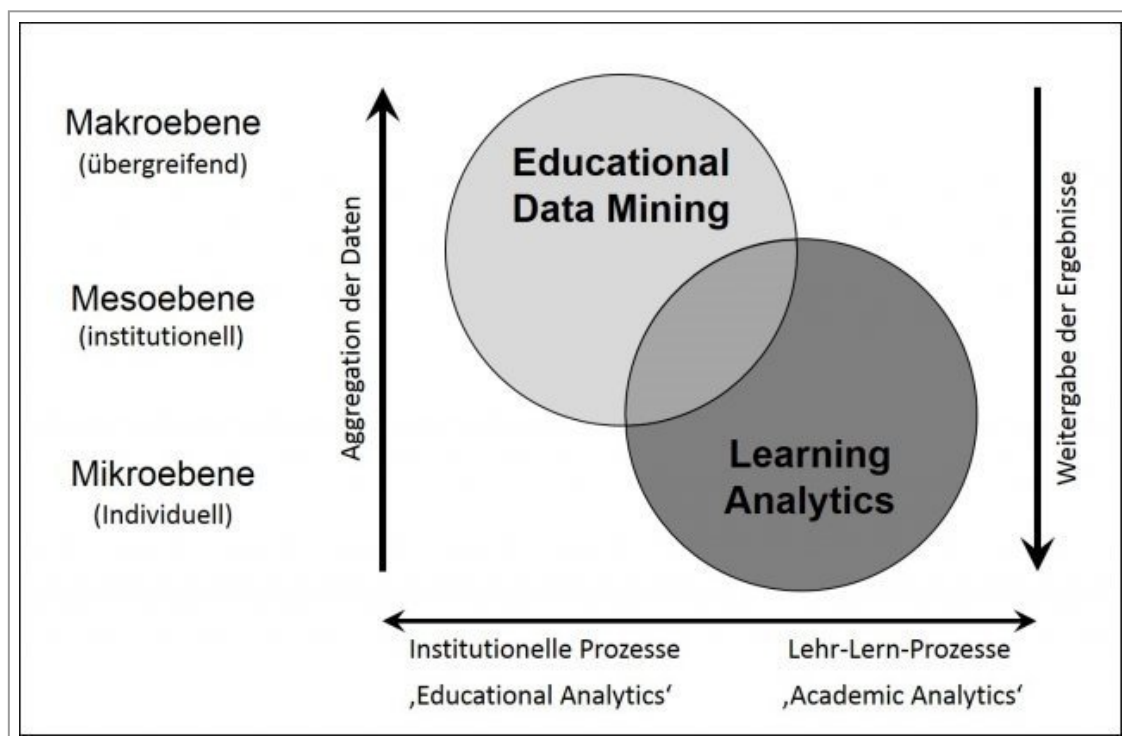 Makroebene
(übergreifend)
Mesoebene
(institutionell)
Mikroebene
(Individuell)
Aggregation der Daten
Educational
Data Mining
Learning
Analytics
Weitergabe der Ergebnisse
Institutionelle Prozesse
‚Educational Analytics‘
Lehr-Lern-Prozesse
‚Academic Analytics‘